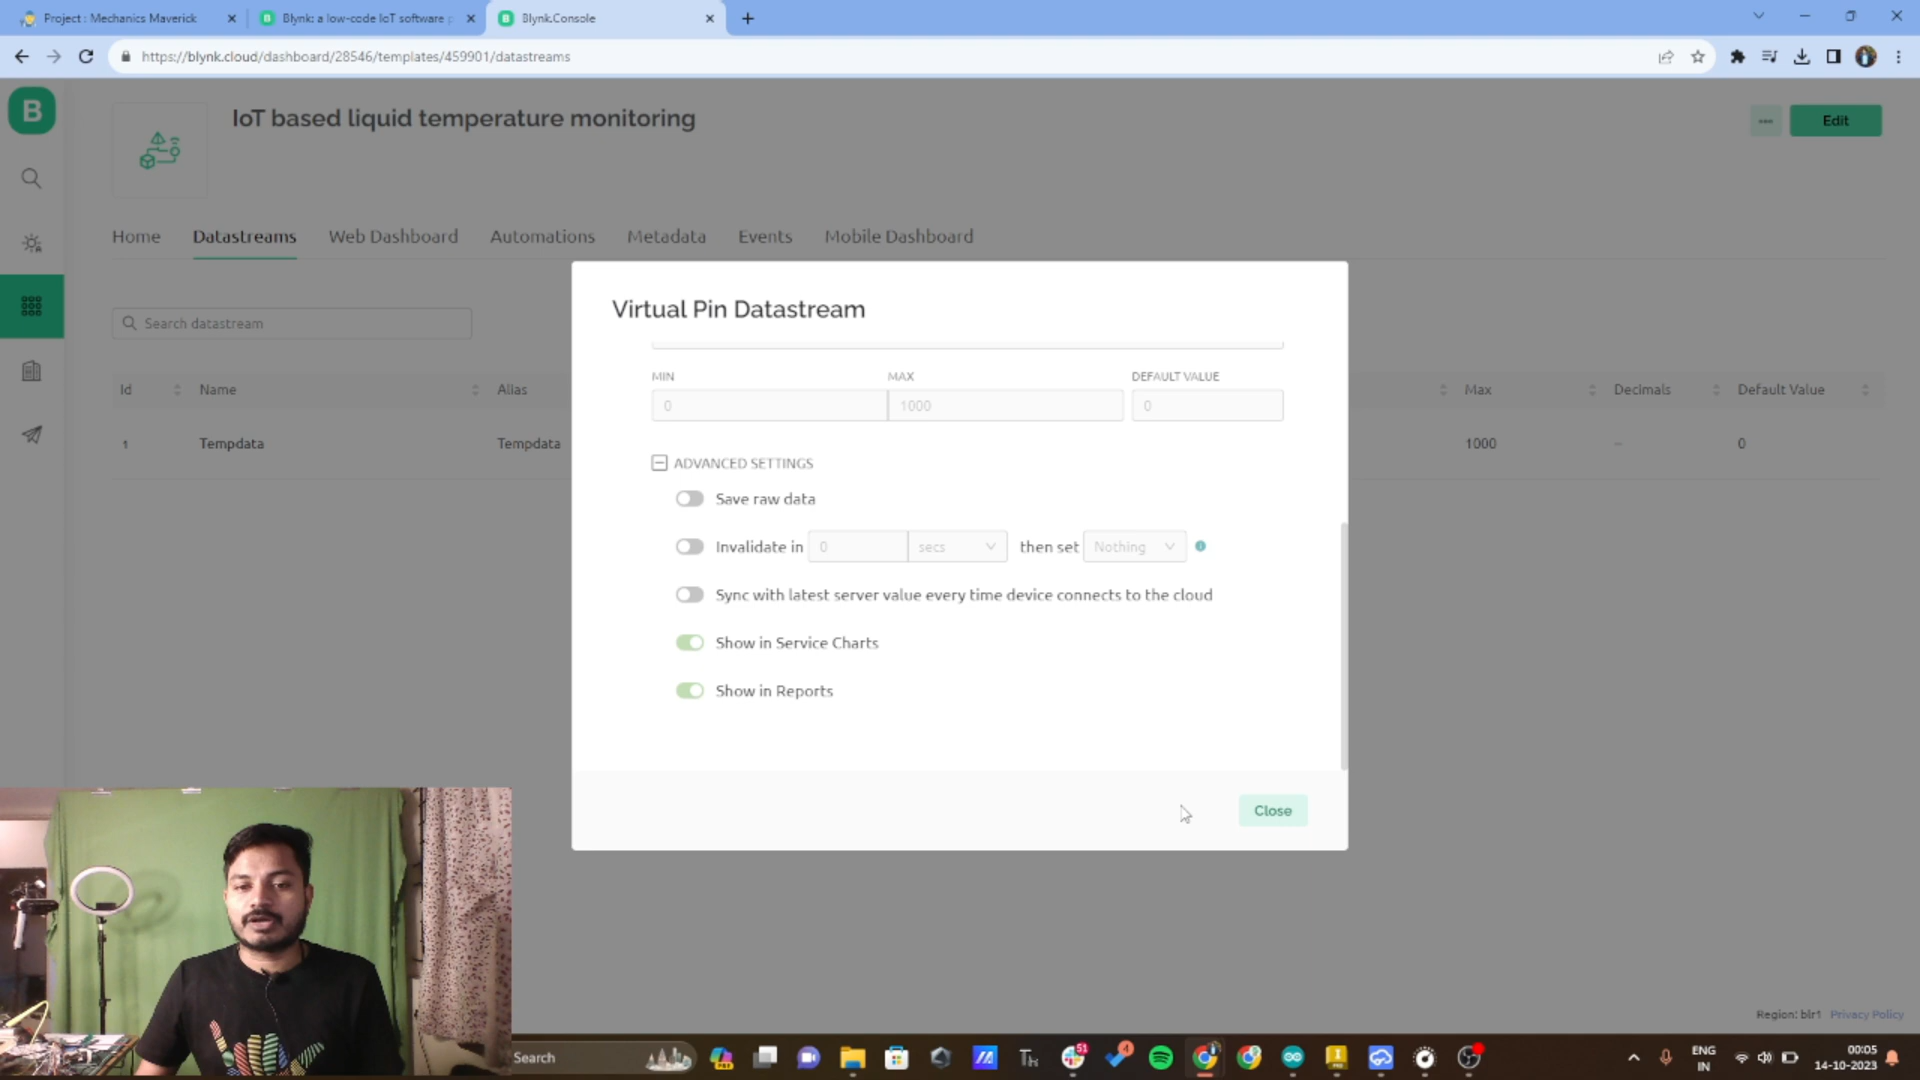 Project : Mechanics Maverick
Blynk: a low-code IoT software
Blynk.Console
https://blynk.cloud/dashboard/28546/templates/459901/datastreams
B
IoT based liquid temperature monitoring
Edit
Home
Datastreams
Web Dashboard
Automations
Metadata
Events
Mobile Dashboard
Search datastream
Id
Name
Alias
Max
Decimals
Default Value
1
Tempdata
Tempdata
1000
–
0
Virtual Pin Datastream
MIN
MAX
DEFAULT VALUE
0
1000
0
ADVANCED SETTINGS
Save raw data
Invalidate in
0
secs
then set
Nothing
Sync with latest server value every time device connects to the cloud
Show in Service Charts
Show in Reports
Close
Region: blr1
Privacy Policy
Search
51
4
ENG
IN
00:05
14-10-2023